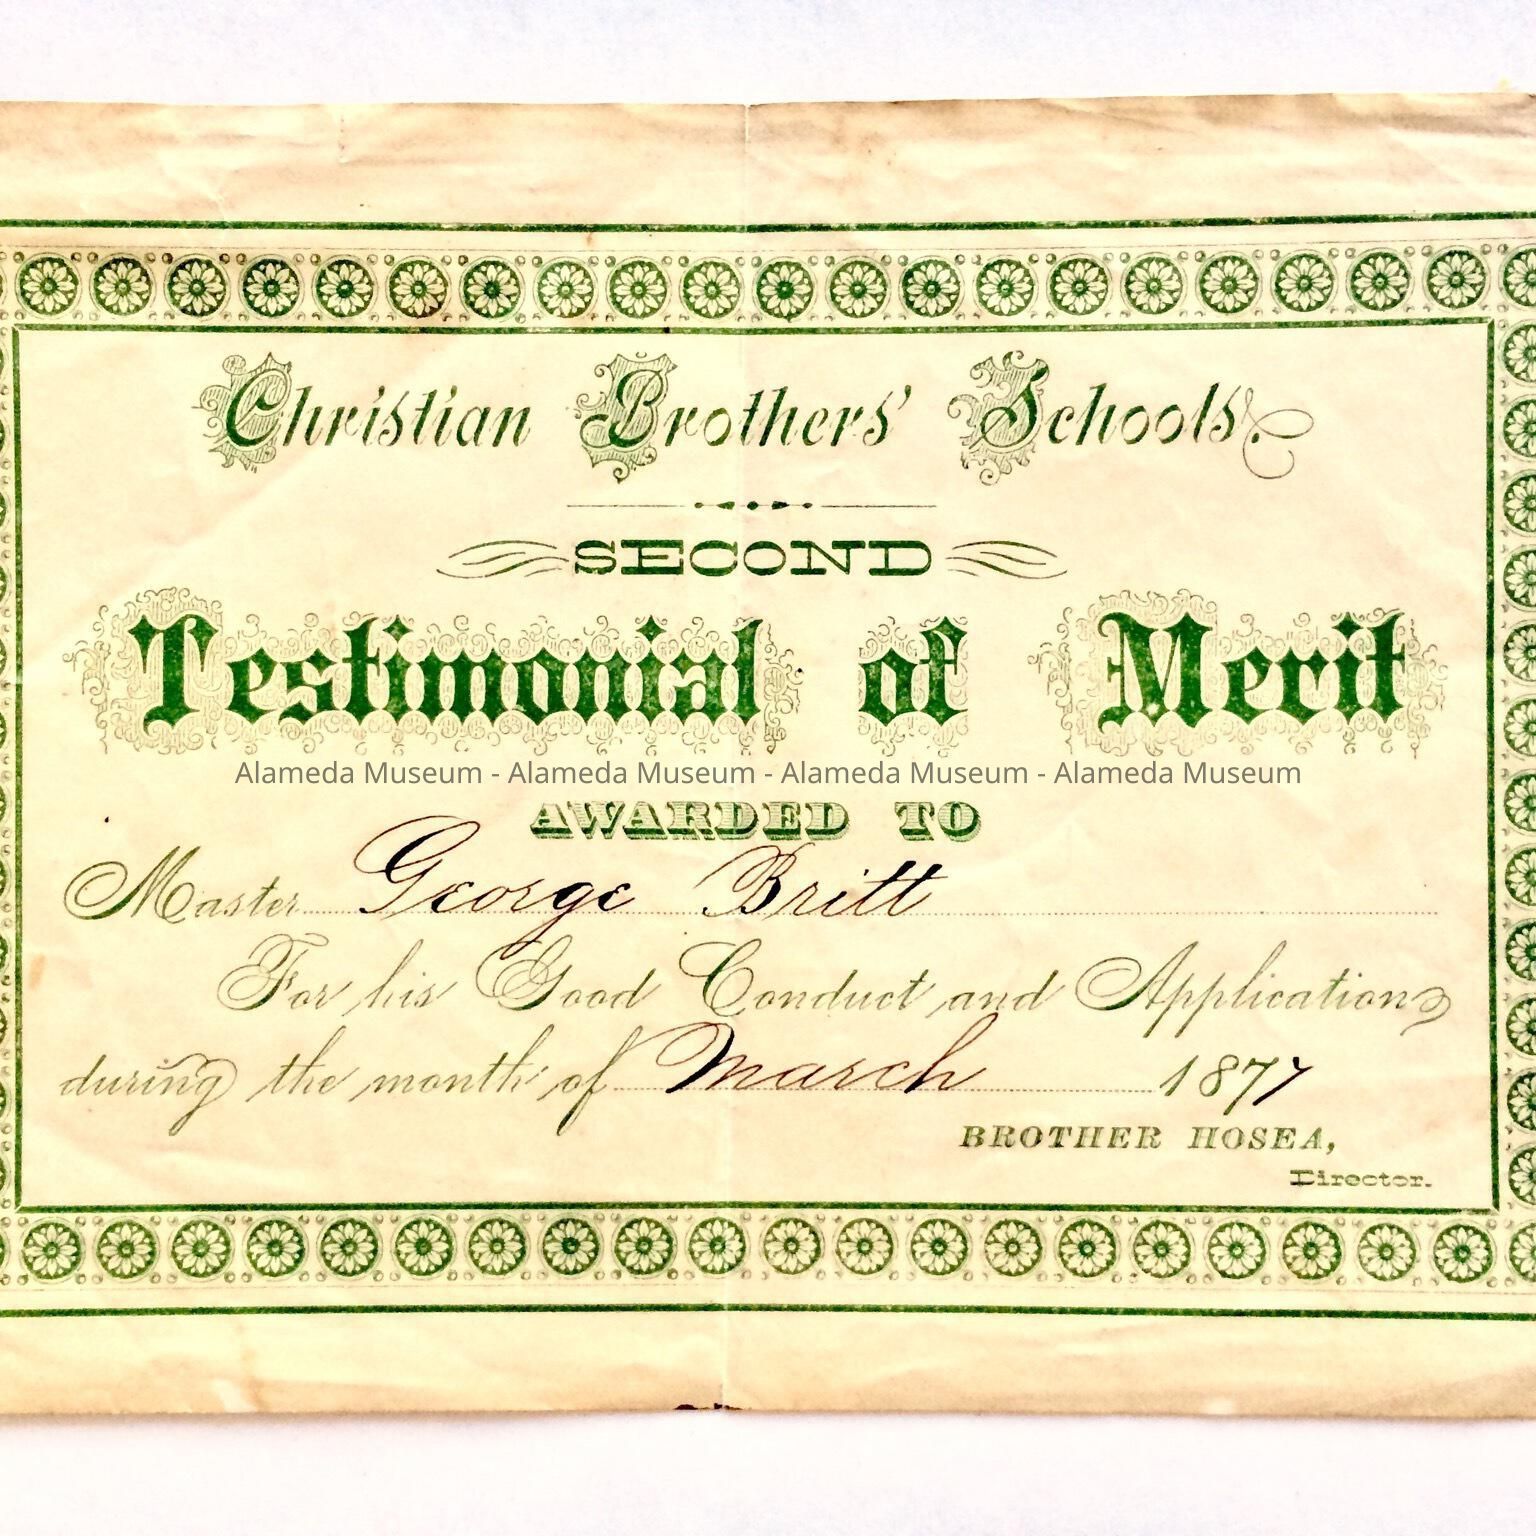 Christian Brothers' Schools.
SECOND
Testimonial of Merit
Alameda Museum - Alameda Museum - Alameda Museum - Alameda Museum
AWARDED TO
Master George Britt
For his Good Conduct and Application
during the month of March 1877
BROTHER HOSEA,
Director.